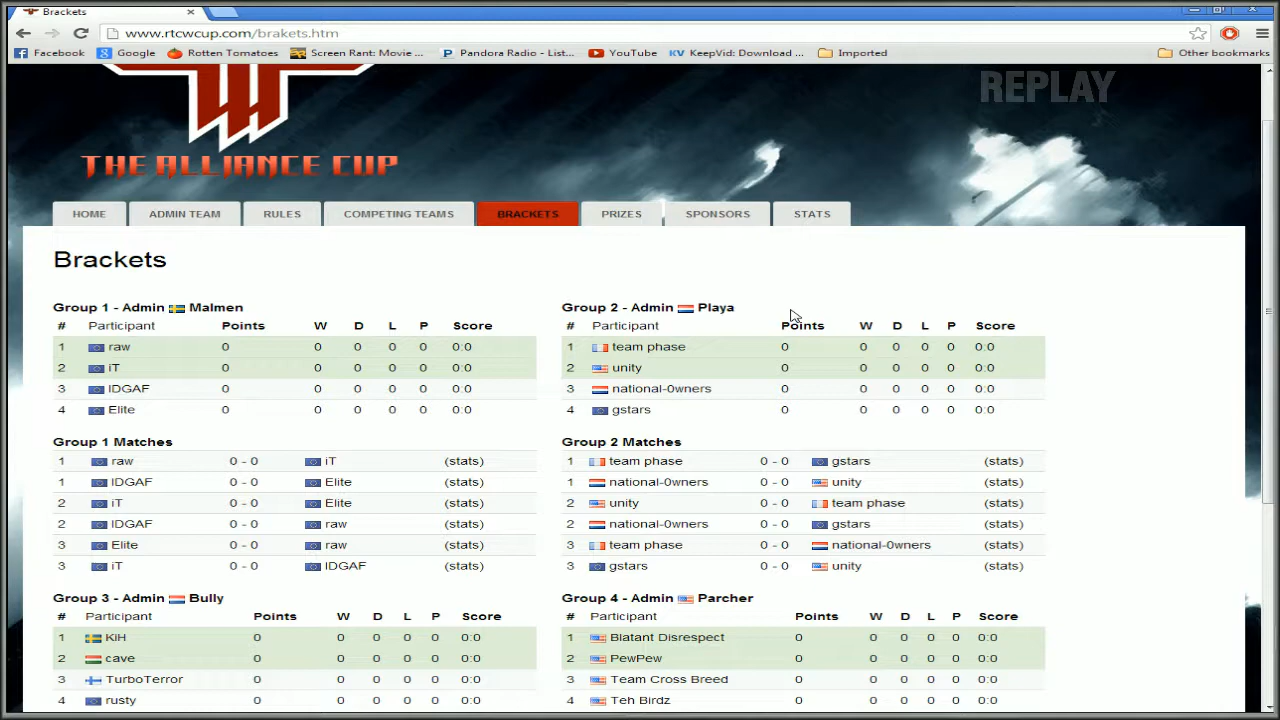 Brackets
www.rtcwcup.com/brakets.htm
Facebook Google Rotten Tomatoes Screen Rant: Movie ... Pandora Radio - List... YouTube KeepVid: Download ... Imported Other bookmarks
REPLAY
THE ALLIANCE CUP
HOME ADMIN TEAM RULES COMPETING TEAMS BRACKETS PRIZES SPONSORS STATS
Brackets
Group 1 - Admin Malmen
# Participant Points W D L P Score
1 raw 0 0 0 0 0 0:0
2 iT 0 0 0 0 0 0:0
3 IDGAF 0 0 0 0 0 0:0
4 Elite 0 0 0 0 0 0:0
Group 1 Matches
1 raw 0 - 0 iT (stats)
1 IDGAF 0 - 0 Elite (stats)
2 iT 0 - 0 Elite (stats)
2 IDGAF 0 - 0 raw (stats)
3 Elite 0 - 0 raw (stats)
3 iT 0 - 0 IDGAF (stats)
Group 2 - Admin Playa
# Participant Points W D L P Score
1 team phase 0 0 0 0 0 0:0
2 unity 0 0 0 0 0 0:0
3 national-0wners 0 0 0 0 0 0:0
4 gstars 0 0 0 0 0 0:0
Group 2 Matches
1 team phase 0 - 0 gstars (stats)
1 national-0wners 0 - 0 unity (stats)
2 unity 0 - 0 team phase (stats)
2 national-0wners 0 - 0 gstars (stats)
3 team phase 0 - 0 national-0wners (stats)
3 gstars 0 - 0 unity (stats)
Group 3 - Admin Bully
# Participant Points W D L P Score
1 KiH 0 0 0 0 0 0:0
2 cave 0 0 0 0 0 0:0
3 TurboTerror 0 0 0 0 0 0:0
4 rusty 0 0 0 0 0 0:0
Group 4 - Admin Parcher
# Participant Points W D L P Score
1 Blatant Disrespect 0 0 0 0 0:0
2 PewPew 0 0 0 0 0:0
3 Team Cross Breed 0 0 0 0 0:0
4 Teh Birdz 0 0 0 0 0 0:0